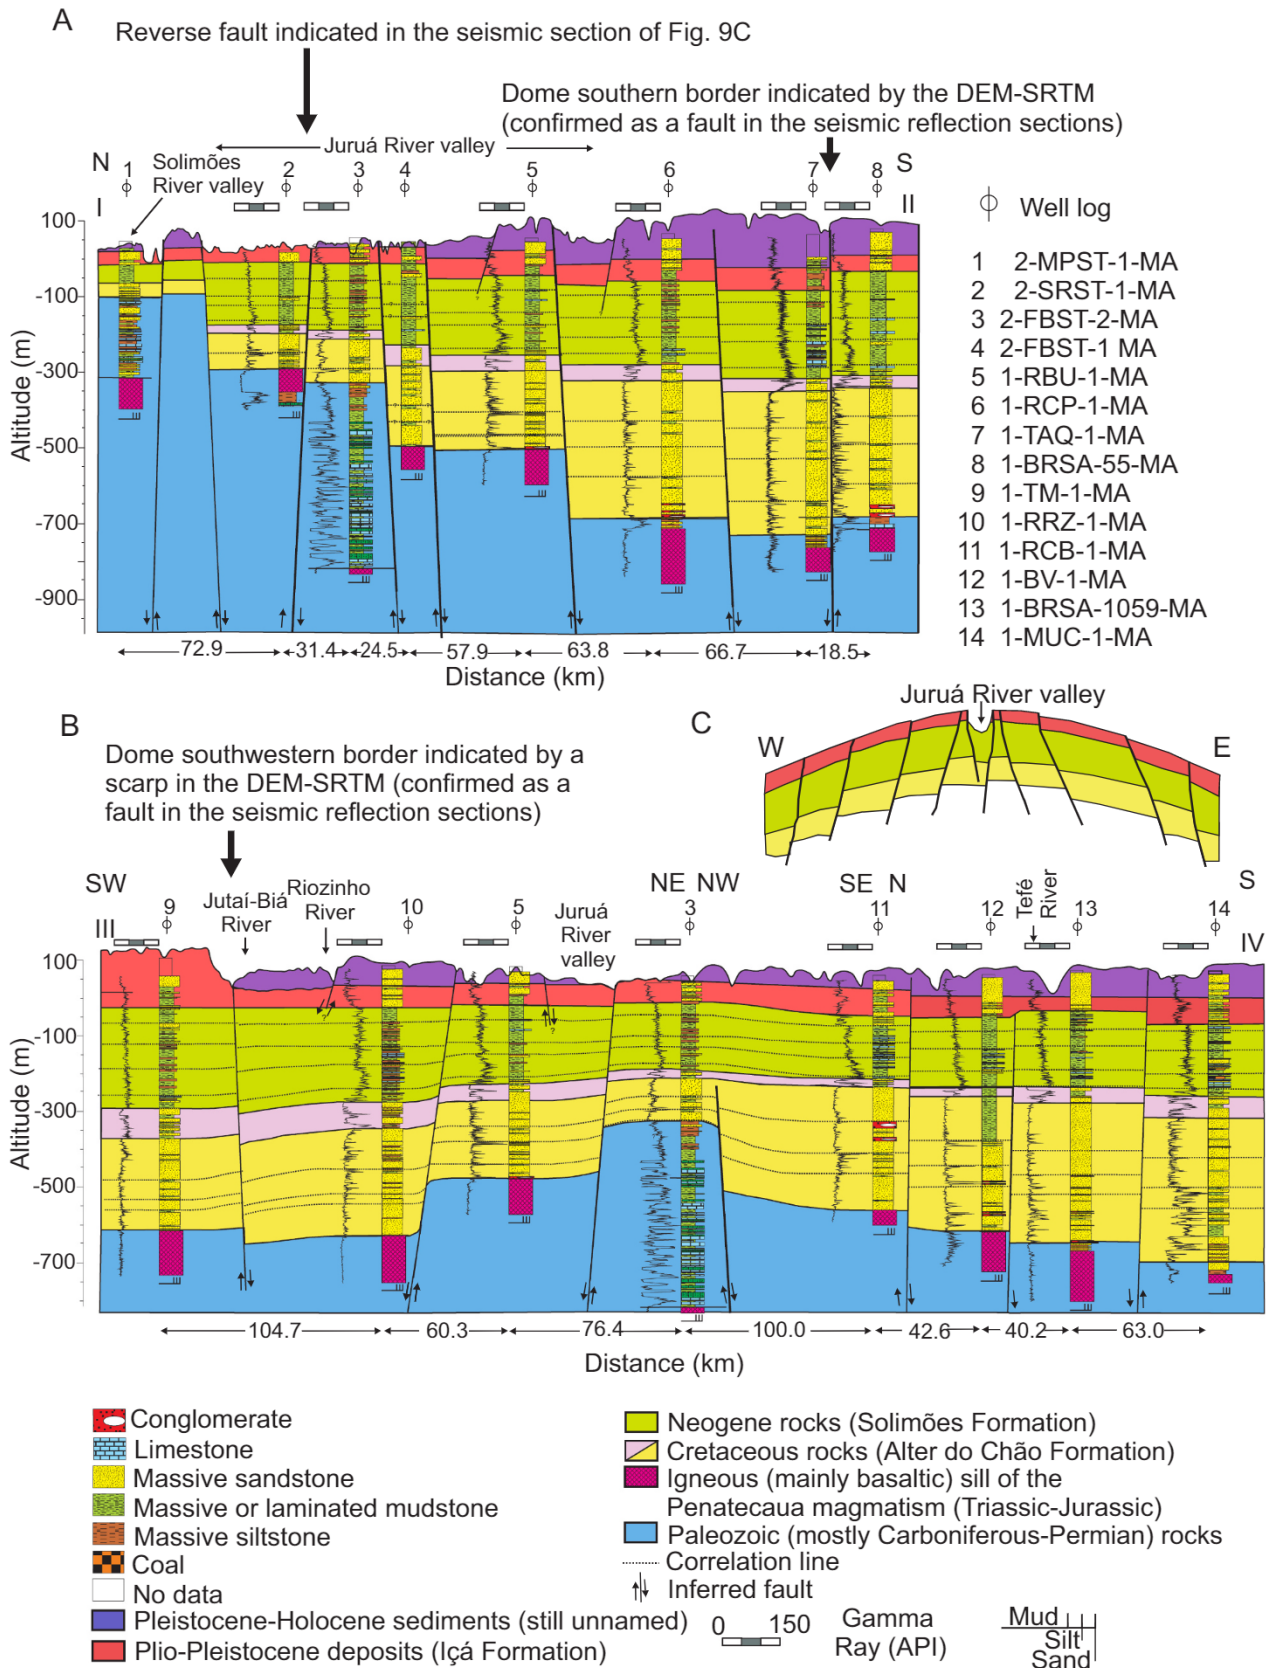 A
Reverse fault indicated in the seismic section of Fig. 9C
Dome southern border indicated by the DEM-SRTM
(confirmed as a fault in the seismic reflection sections)
Juruá River valley
N
1
Solimões
River valley
2
3
4
5
6
7
8
S
I
II
Well log
100
-100
-300
-500
-700
-900
Altitude (m)
1 2-MPST-1-MA
2 2-SRST-1-MA
3 2-FBST-2-MA
4 2-FBST-1 MA
5 1-RBU-1-MA
6 1-RCP-1-MA
7 1-TAQ-1-MA
8 1-BRSA-55-MA
9 1-TM-1-MA
10 1-RRZ-1-MA
11 1-RCB-1-MA
12 1-BV-1-MA
13 1-BRSA-1059-MA
14 1-MUC-1-MA
72.9
31.4
24.5
57.9
63.8
66.7
18.5
Distance (km)
B
Dome southwestern border indicated by a
scarp in the DEM-SRTM (confirmed as a
fault in the seismic reflection sections)
C
Juruá River valley
W
E
SW
III
9
Jutaí-Biá
River
Riozinho
River
10
5
Juruá
River
valley
NE NW
3
SE N
11
12
Tefé
River
13
14
S
IV
100
-100
-300
-500
-700
Altitude (m)
?
?
104.7
60.3
76.4
100.0
42.6
40.2
63.0
Distance (km)
Conglomerate
Limestone
Massive sandstone
Massive or laminated mudstone
Massive siltstone
Coal
No data
Pleistocene-Holocene sediments (still unnamed)
Plio-Pleistocene deposits (Içá Formation)
Neogene rocks (Solimões Formation)
Cretaceous rocks (Alter do Chão Formation)
Igneous (mainly basaltic) sill of the
Penatecaua magmatism (Triassic-Jurassic)
Paleozoic (mostly Carboniferous-Permian) rocks
Correlation line
Inferred fault
0 150
Gamma
Ray (API)
Mud
Silt
Sand